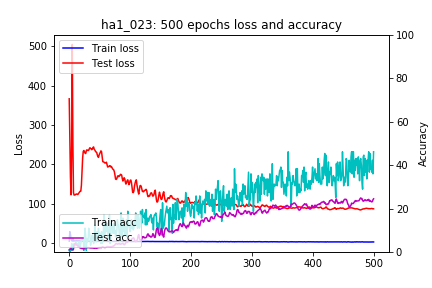 ha1_023: 500 epochs loss and accuracy
Train loss
Test loss
Train acc
Test acc
Loss
500
400
300
200
100
0
Accuracy
100
80
60
40
20
0
0 100 200 300 400 500